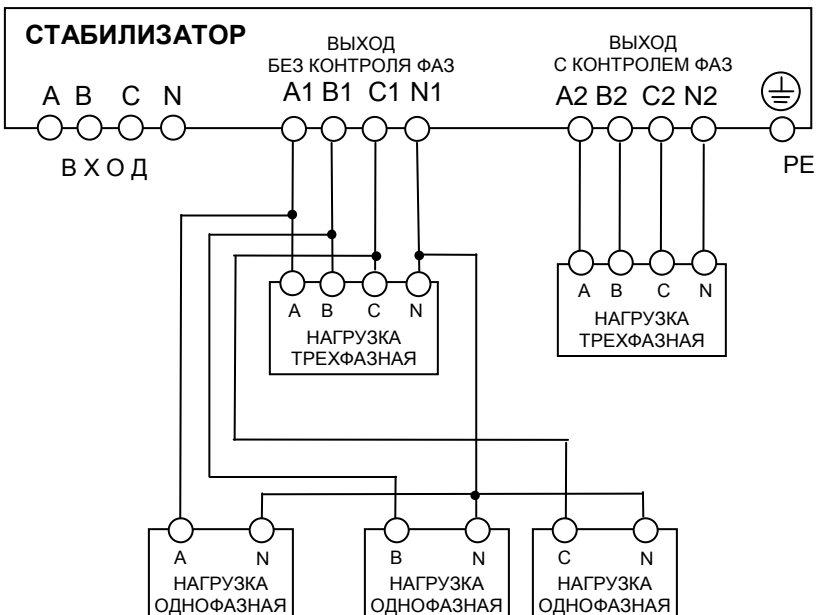 СТАБИЛИЗАТОР
ВЫХОД
БЕЗ КОНТРОЛЯ ФАЗ
ВЫХОД
С КОНТРОЛЕМ ФАЗ
A B C N
A1 B1 C1 N1
A2 B2 C2 N2
В Х О Д
PE
A B C N
НАГРУЗКА
ТРЕХФАЗНАЯ
A B C N
НАГРУЗКА
ТРЕХФАЗНАЯ
A N
НАГРУЗКА
ОДНОФАЗНАЯ
B N
НАГРУЗКА
ОДНОФАЗНАЯ
C N
НАГРУЗКА
ОДНОФАЗНАЯ